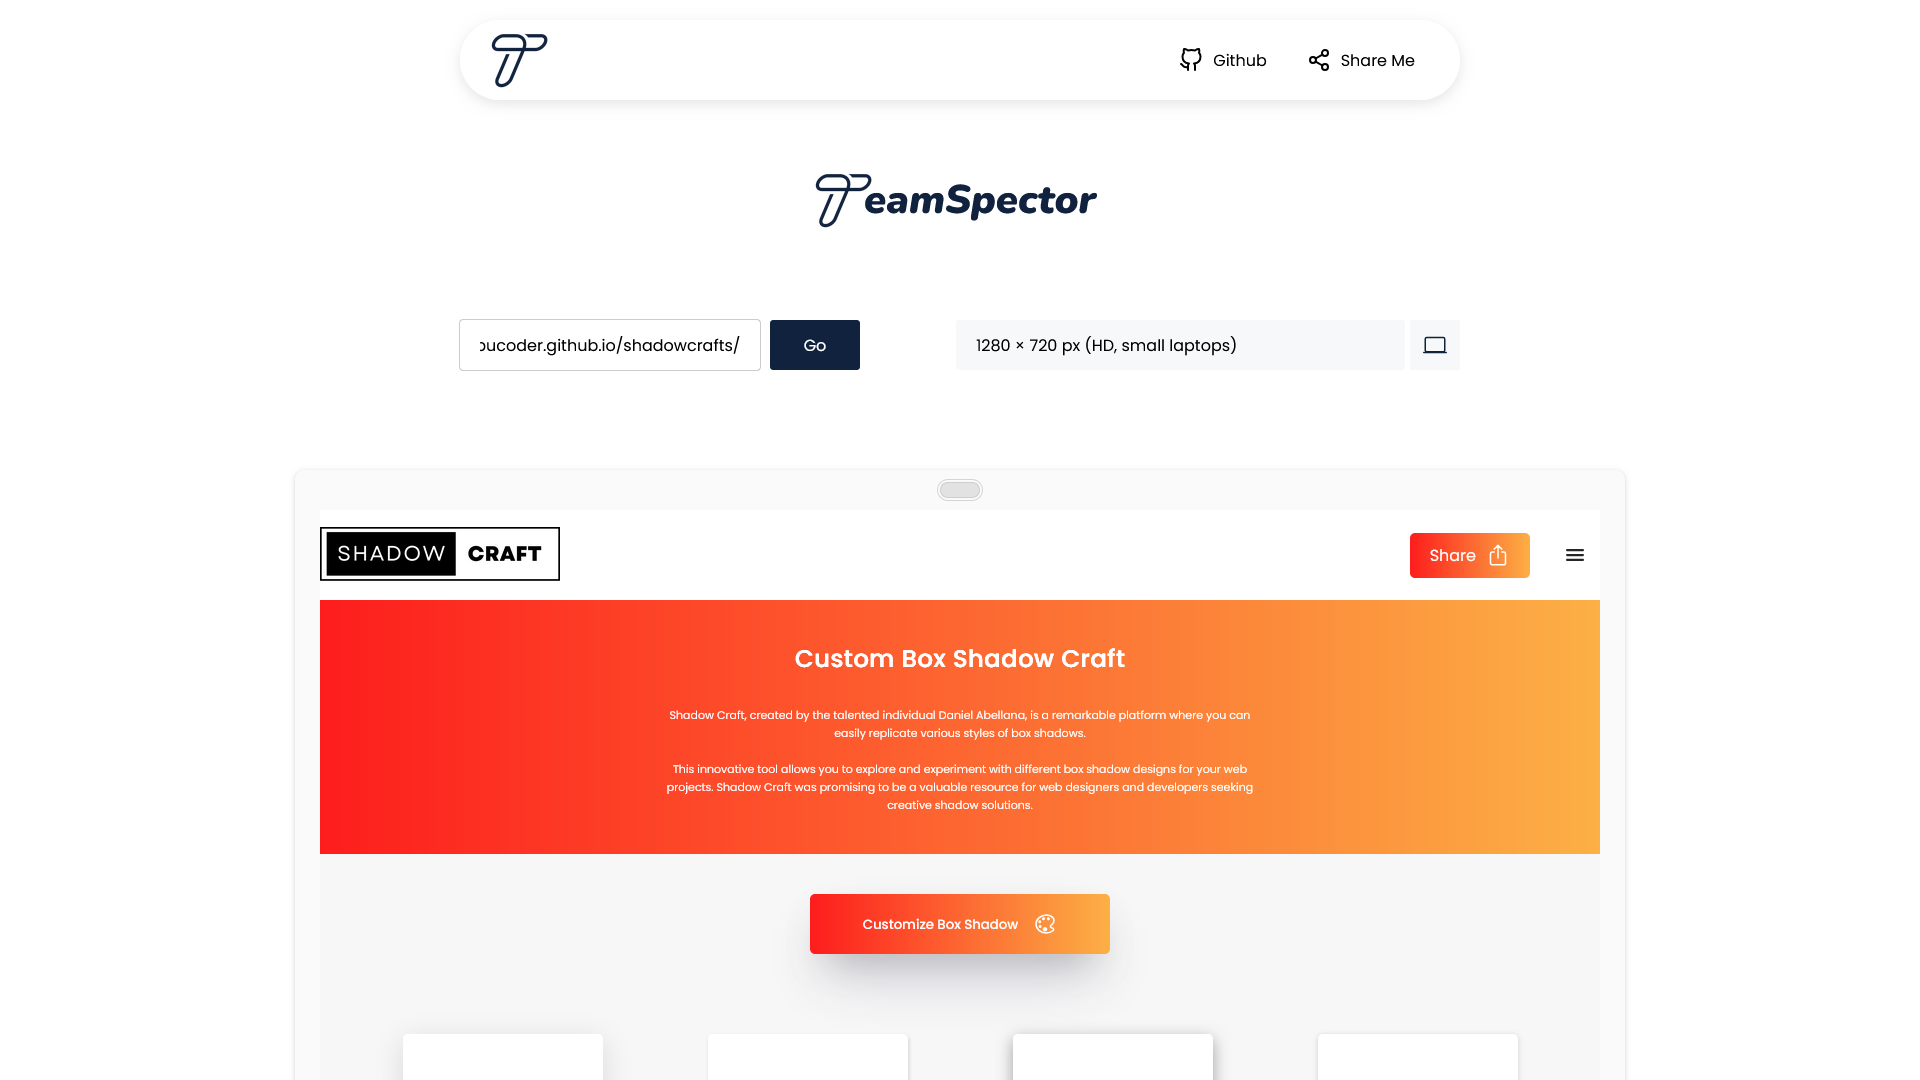 Github
Share Me
TeamSpector
oucoder.github.io/shadowcrafts/
Go
1280 × 720 px (HD, small laptops)
SHADOW CRAFT
Share
Custom Box Shadow Craft
Shadow Craft, created by the talented individual Daniel Abellana, is a remarkable platform where you can
easily replicate various styles of box shadows.
This innovative tool allows you to explore and experiment with different box shadow designs for your web
projects. Shadow Craft was promising to be a valuable resource for web designers and developers seeking
creative shadow solutions.
Customize Box Shadow